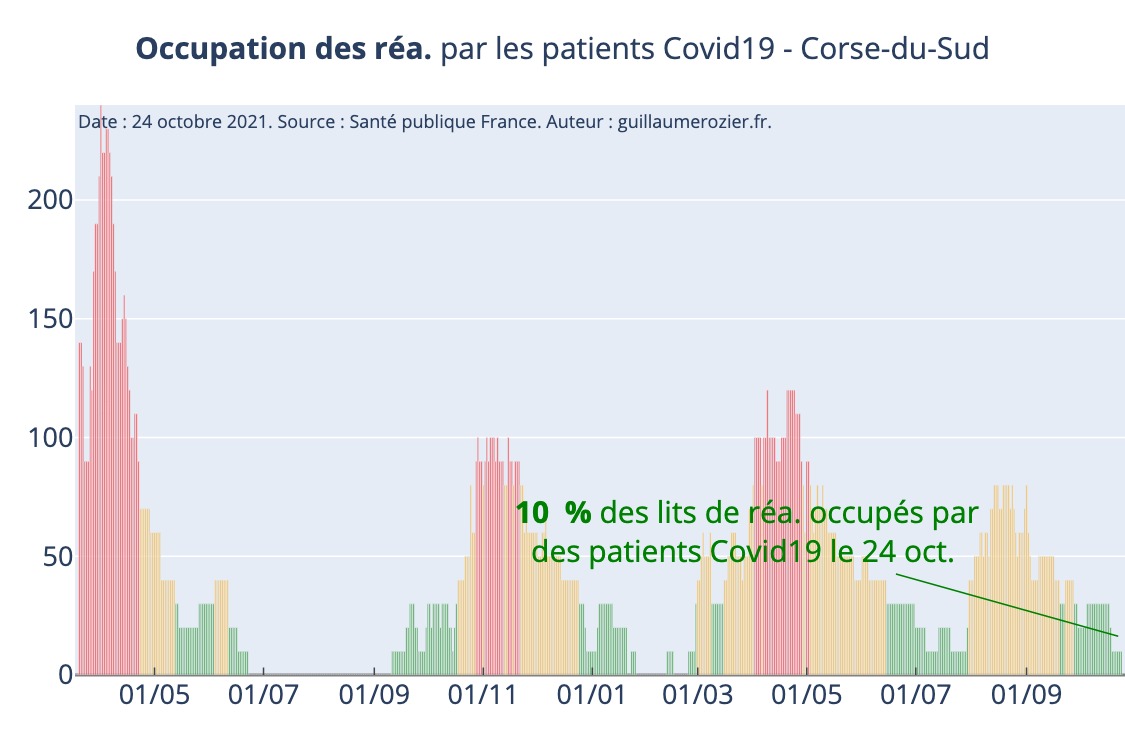 Occupation des réa. par les patients Covid19 - Corse-du-Sud
Date : 24 octobre 2021. Source : Santé publique France. Auteur : guillaumerozier.fr.
200
150
100
50
0
10 % des lits de réa. occupés par
des patients Covid19 le 24 oct.
01/05 01/07 01/09 01/11 01/01 01/03 01/05 01/07 01/09